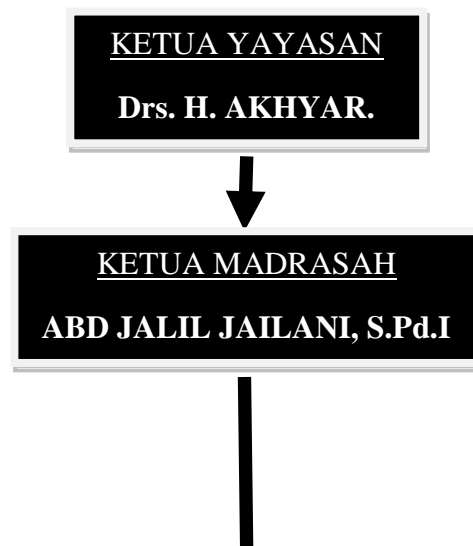 KETUA YAYASAN
Drs. H. AKHYAR.
KETUA MADRASAH
ABD JALIL JAILANI, S.Pd.I